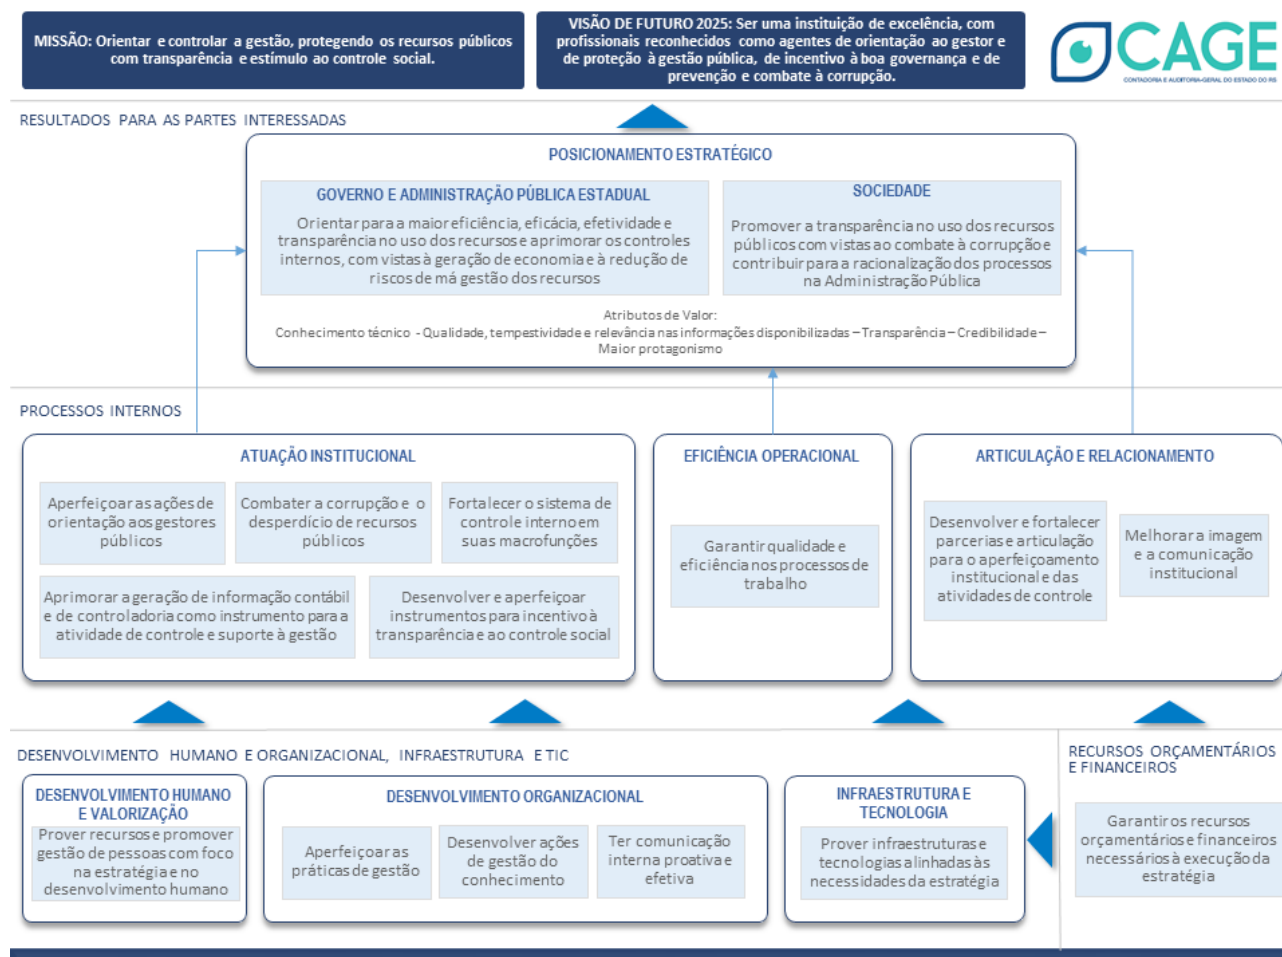 MISSÃO: Orientar e controlar a gestão, protegendo os recursos públicos
com transparência e estímulo ao controle social.
VISÃO DE FUTURO 2025: Ser uma instituição de excelência, com
profissionais reconhecidos como agentes de orientação ao gestor e
de proteção à gestão pública, de incentivo à boa governança e de
prevenção e combate à corrupção.
CAGE
CONTADORIA E AUDITORIA-GERAL DO ESTADO DO RS
RESULTADOS PARA AS PARTES INTERESSADAS
POSICIONAMENTO ESTRATÉGICO
GOVERNO E ADMINISTRAÇÃO PÚBLICA ESTADUAL
Orientar para a maior eficiência, eficácia, efetividade e
transparência no uso dos recursos e aprimorar os controles
internos, com vistas à geração de economia e à redução de
riscos de má gestão dos recursos
SOCIEDADE
Promover a transparência no uso dos recursos
públicos com vistas ao combate à corrupção e
contribuir para a racionalização dos processos
na Administração Pública
Atributos de Valor:
Conhecimento técnico - Qualidade, tempestividade e relevância nas informações disponibilizadas – Transparência – Credibilidade –
Maior protagonismo
PROCESSOS INTERNOS
ATUAÇÃO INSTITUCIONAL
Aperfeiçoar as ações de
orientação aos gestores
públicos
Combater a corrupção e o
desperdício de recursos
públicos
Fortalecer o sistema de
controle interno em
suas macrofunções
Aprimorar a geração de informação contábil
e de controladoria como instrumento para a
atividade de controle e suporte à gestão
Desenvolver e aperfeiçoar
instrumentos para incentivo à
transparência e ao controle social
EFICIÊNCIA OPERACIONAL
Garantir qualidade e
eficiência nos processos de
trabalho
ARTICULAÇÃO E RELACIONAMENTO
Desenvolver e fortalecer
parcerias e articulação
para o aperfeiçoamento
institucional e das
atividades de controle
Melhorar a imagem
e a comunicação
institucional
DESENVOLVIMENTO HUMANO E ORGANIZACIONAL, INFRAESTRUTURA E TIC
DESENVOLVIMENTO HUMANO
E VALORIZAÇÃO
Prover recursos e promover
gestão de pessoas com foco
na estratégia e no
desenvolvimento humano
DESENVOLVIMENTO ORGANIZACIONAL
Aperfeiçoar as
práticas de gestão
Desenvolver ações
de gestão do
conhecimento
Ter comunicação
interna proativa e
efetiva
INFRAESTRUTURA E
TECNOLOGIA
Prover infraestruturas e
tecnologias alinhadas às
necessidades da estratégia
RECURSOS ORÇAMENTÁRIOS
E FINANCEIROS
Garantir os recursos
orçamentários e financeiros
necessários à execução da
estratégia